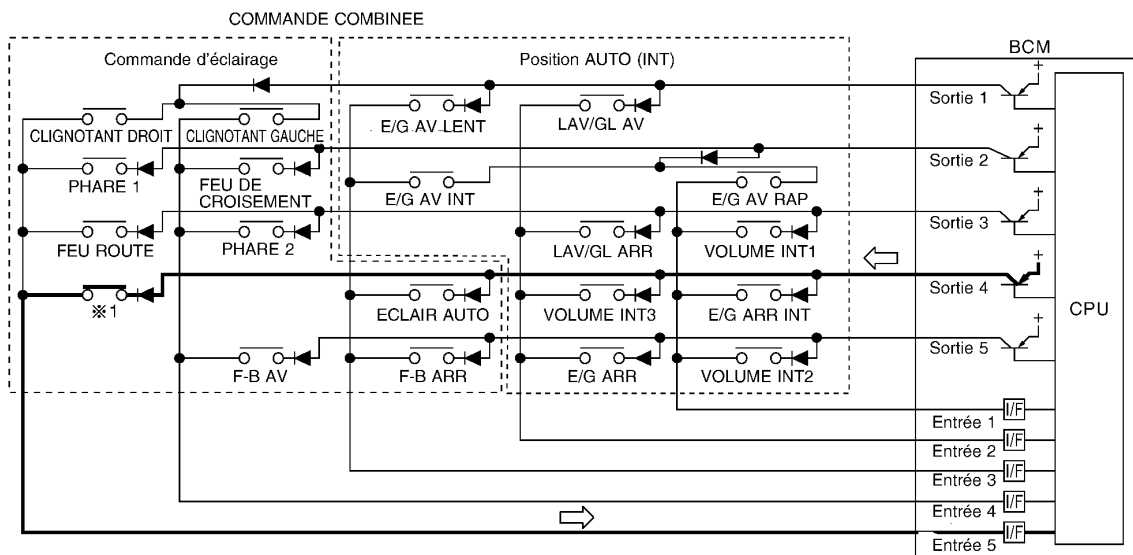 COMMANDE COMBINEE
BCM
Commande d'éclairage
Position AUTO (INT)
CLIGNOTANT DROIT
CLIGNOTANT GAUCHE
E/G AV LENT
LAV/GL AV
Sortie 1
PHARE 1
FEU DE
CROISEMENT
E/G AV INT
E/G AV RAP
Sortie 2
FEU ROUTE
PHARE 2
LAV/GL ARR
VOLUME INT1
Sortie 3
※1
ECLAIR AUTO
VOLUME INT3
E/G ARR INT
Sortie 4
CPU
F-B AV
F-B ARR
E/G ARR
VOLUME INT2
Sortie 5
Entrée 1
I/F
Entrée 2
I/F
Entrée 3
I/F
Entrée 4
I/F
Entrée 5
I/F
+
+
+
+
+